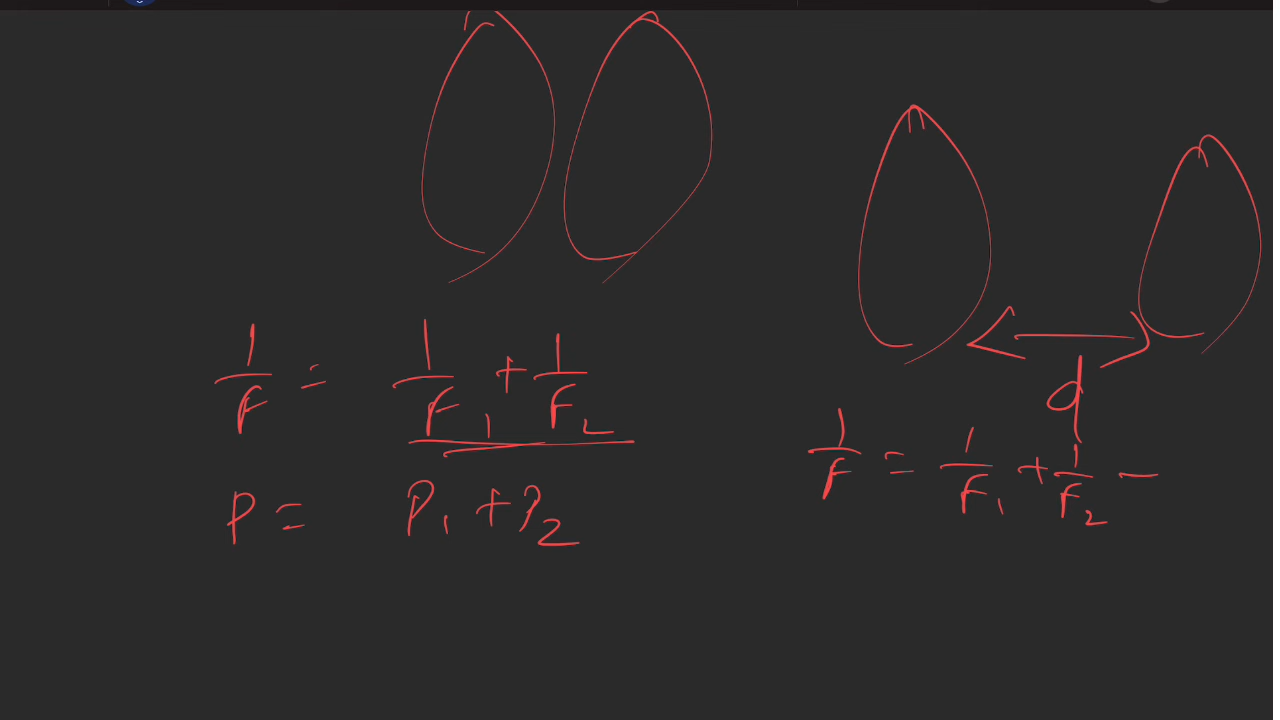 1/F = 1/F1 + 1/F2
P = P1 + P2
d
1/F = 1/F1 + 1/F2 -